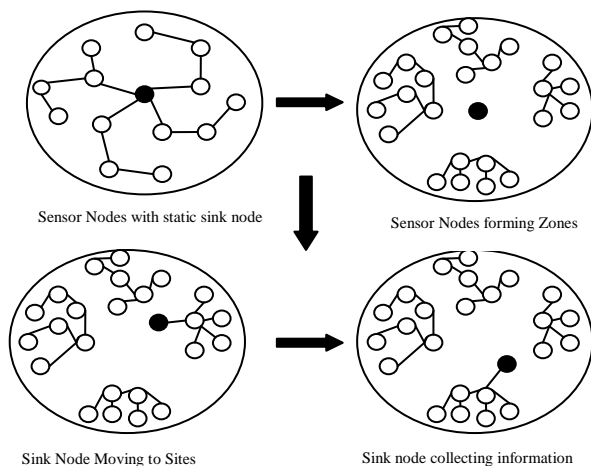 Sensor Nodes with static sink node
Sensor Nodes forming Zones
Sink Node Moving to Sites
Sink node collecting information